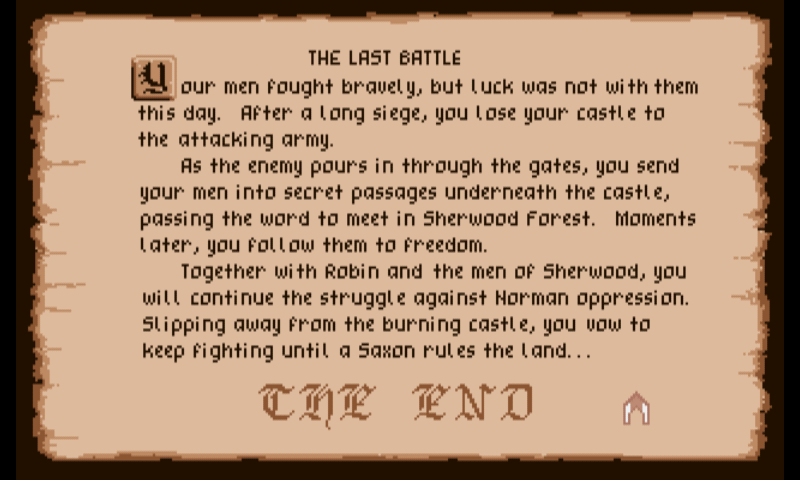 THE LAST BATTLE
Your men fought bravely, but luck was not with them
this day. After a long siege, you lose your castle to
the attacking army.
As the enemy pours in through the gates, you send
your men into secret passages underneath the castle,
passing the word to meet in Sherwood Forest. Moments
later, you follow them to freedom.
Together with Robin and the men of Sherwood, you
will continue the struggle against Norman oppression.
Slipping away from the burning castle, you vow to
keep fighting until a Saxon rules the land...
THE END